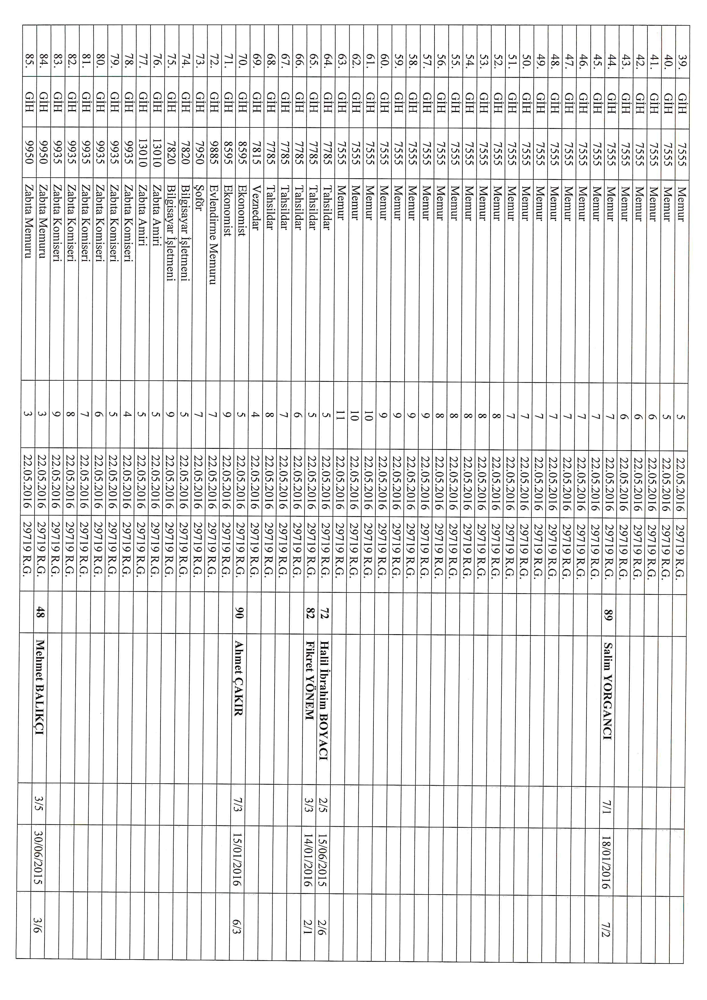 39. GİH 7555 Memur 5 22.05.2016 29719 R.G.
40. GİH 7555 Memur 5 22.05.2016 29719 R.G.
41. GİH 7555 Memur 6 22.05.2016 29719 R.G.
42. GİH 7555 Memur 6 22.05.2016 29719 R.G.
43. GİH 7555 Memur 6 22.05.2016 29719 R.G.
44. GİH 7555 Memur 7 22.05.2016 29719 R.G. 89 Salim YORGANCI 7/1 18/01/2016 7/2
45. GİH 7555 Memur 7 22.05.2016 29719 R.G.
46. GİH 7555 Memur 7 22.05.2016 29719 R.G.
47. GİH 7555 Memur 7 22.05.2016 29719 R.G.
48. GİH 7555 Memur 7 22.05.2016 29719 R.G.
49. GİH 7555 Memur 7 22.05.2016 29719 R.G.
50. GİH 7555 Memur 7 22.05.2016 29719 R.G.
51. GİH 7555 Memur 7 22.05.2016 29719 R.G.
52. GİH 7555 Memur 8 22.05.2016 29719 R.G.
53. GİH 7555 Memur 8 22.05.2016 29719 R.G.
54. GİH 7555 Memur 8 22.05.2016 29719 R.G.
55. GİH 7555 Memur 8 22.05.2016 29719 R.G.
56. GİH 7555 Memur 8 22.05.2016 29719 R.G.
57. GİH 7555 Memur 9 22.05.2016 29719 R.G.
58. GİH 7555 Memur 9 22.05.2016 29719 R.G.
59. GİH 7555 Memur 9 22.05.2016 29719 R.G.
60. GİH 7555 Memur 9 22.05.2016 29719 R.G.
61. GİH 7555 Memur 10 22.05.2016 29719 R.G.
62. GİH 7555 Memur 10 22.05.2016 29719 R.G.
63. GİH 7555 Memur 11 22.05.2016 29719 R.G.
64. GİH 7785 Tahsildar 5 22.05.2016 29719 R.G. 72 Halil İbrahim BOYACI 2/5 15/06/2015 2/6
65. GİH 7785 Tahsildar 5 22.05.2016 29719 R.G. 82 Fikret YÖNEM 3/3 14/01/2016 2/1
66. GİH 7785 Tahsildar 6 22.05.2016 29719 R.G.
67. GİH 7785 Tahsildar 7 22.05.2016 29719 R.G.
68. GİH 7785 Tahsildar 8 22.05.2016 29719 R.G.
69. GİH 7815 Veznedar 4 22.05.2016 29719 R.G.
70. GİH 8595 Ekonomist 5 22.05.2016 29719 R.G. 90 Ahmet ÇAKIR 7/3 15/01/2016 6/3
71. GİH 8595 Ekonomist 9 22.05.2016 29719 R.G.
72. GİH 9885 Evlendirme Memuru 7 22.05.2016 29719 R.G.
73. GİH 7950 Şoför 7 22.05.2016 29719 R.G.
74. GİH 7820 Bilgisayar İşletmeni 5 22.05.2016 29719 R.G.
75. GİH 7820 Bilgisayar İşletmeni 9 22.05.2016 29719 R.G.
76. GİH 13010 Zabıta Amiri 5 22.05.2016 29719 R.G.
77. GİH 13010 Zabıta Amiri 5 22.05.2016 29719 R.G.
78. GİH 9935 Zabıta Komiseri 4 22.05.2016 29719 R.G.
79. GİH 9935 Zabıta Komiseri 5 22.05.2016 29719 R.G.
80. GİH 9935 Zabıta Komiseri 6 22.05.2016 29719 R.G.
81. GİH 9935 Zabıta Komiseri 7 22.05.2016 29719 R.G.
82. GİH 9935 Zabıta Komiseri 8 22.05.2016 29719 R.G.
83. GİH 9935 Zabıta Komiseri 9 22.05.2016 29719 R.G.
84. GİH 9950 Zabıta Memuru 3 22.05.2016 29719 R.G. 48 Mehmet BALIKÇI 3/5 30/06/2015 3/6
85. GİH 9950 Zabıta Memuru 3 22.05.2016 29719 R.G.